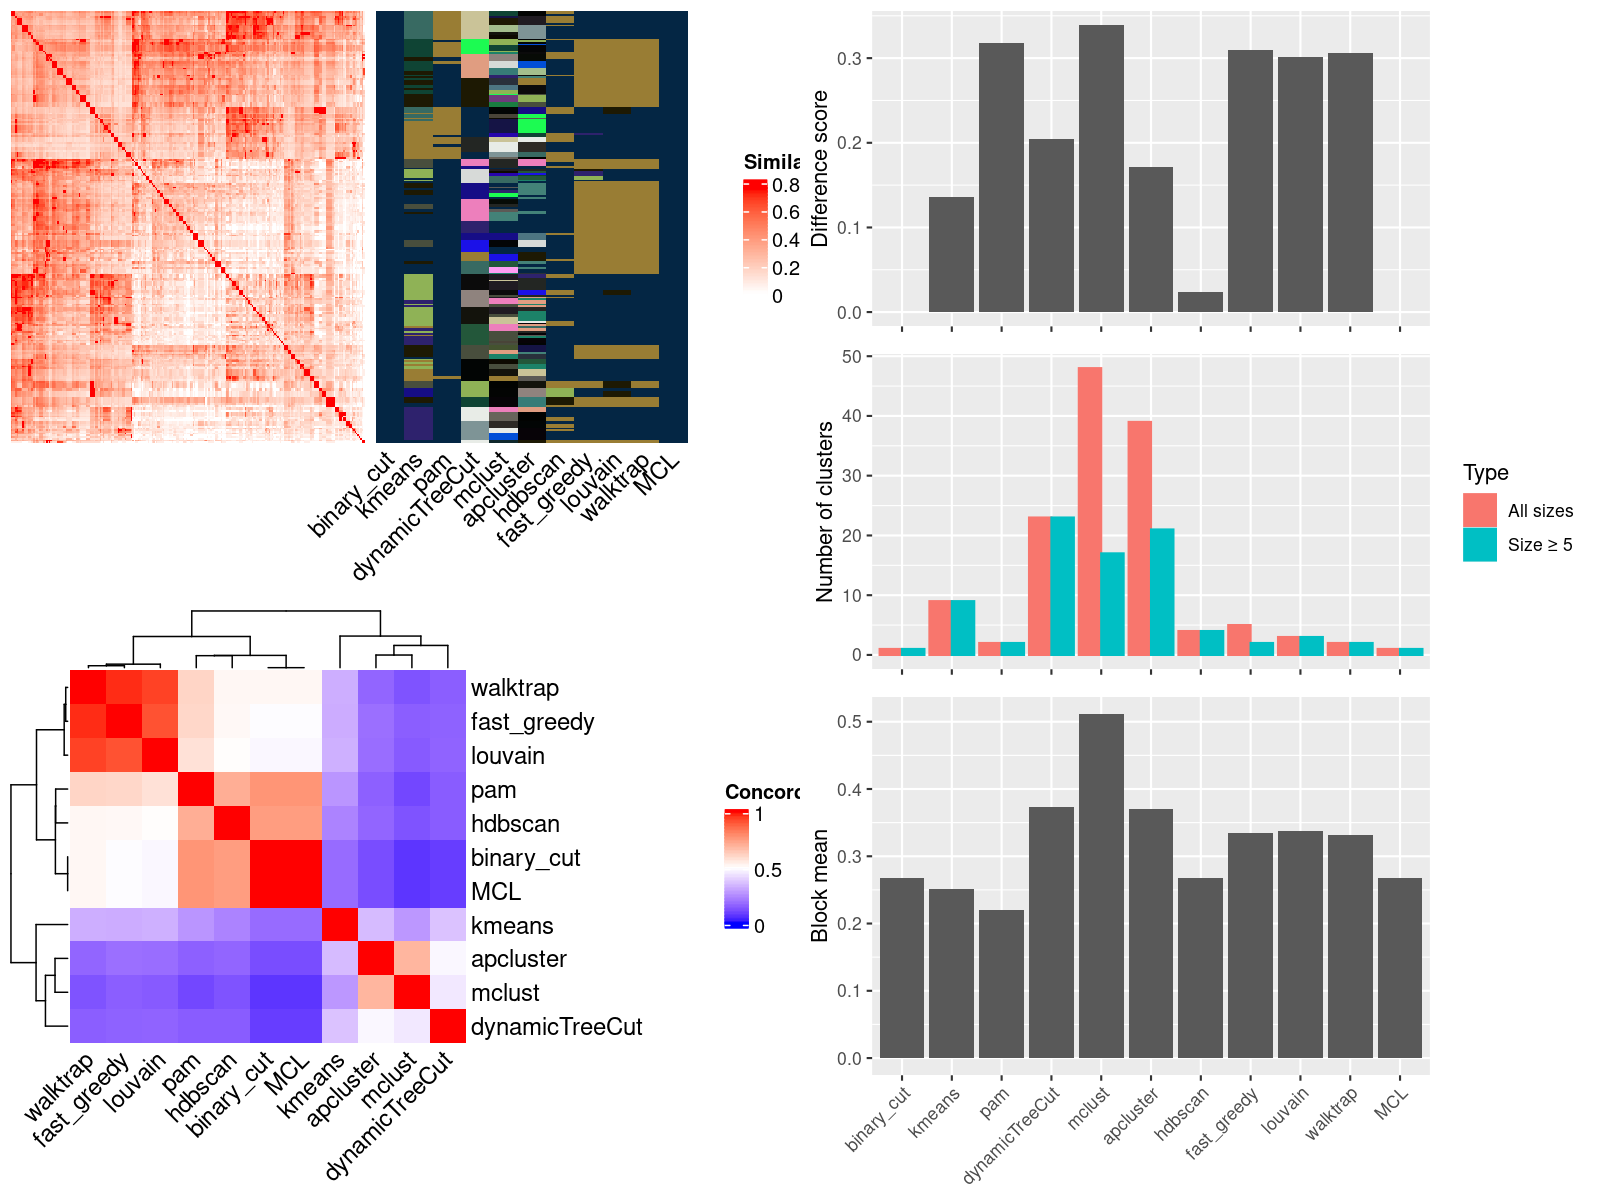 Simila
0.8
0.6
0.4
0.2
0
binary_cut
kmeans
pam
dynamicTreeCut
mclust
apcluster
hdbscan
fast_greedy
louvain
walktrap
MCL
walktrap
fast_greedy
louvain
pam
hdbscan
binary_cut
MCL
kmeans
apcluster
mclust
dynamicTreeCut
walktrap
fast_greedy
louvain
pam
hdbscan
binary_cut
MCL
kmeans
apcluster
mclust
dynamicTreeCut
Concord
1
0.5
0
Difference score
0.3
0.2
0.1
0.0
Number of clusters
50
40
30
20
10
0
Type
All sizes
Size ≥ 5
Block mean
0.5
0.4
0.3
0.2
0.1
0.0
binary_cut
kmeans
pam
dynamicTreeCut
mclust
apcluster
hdbscan
fast_greedy
louvain
walktrap
MCL